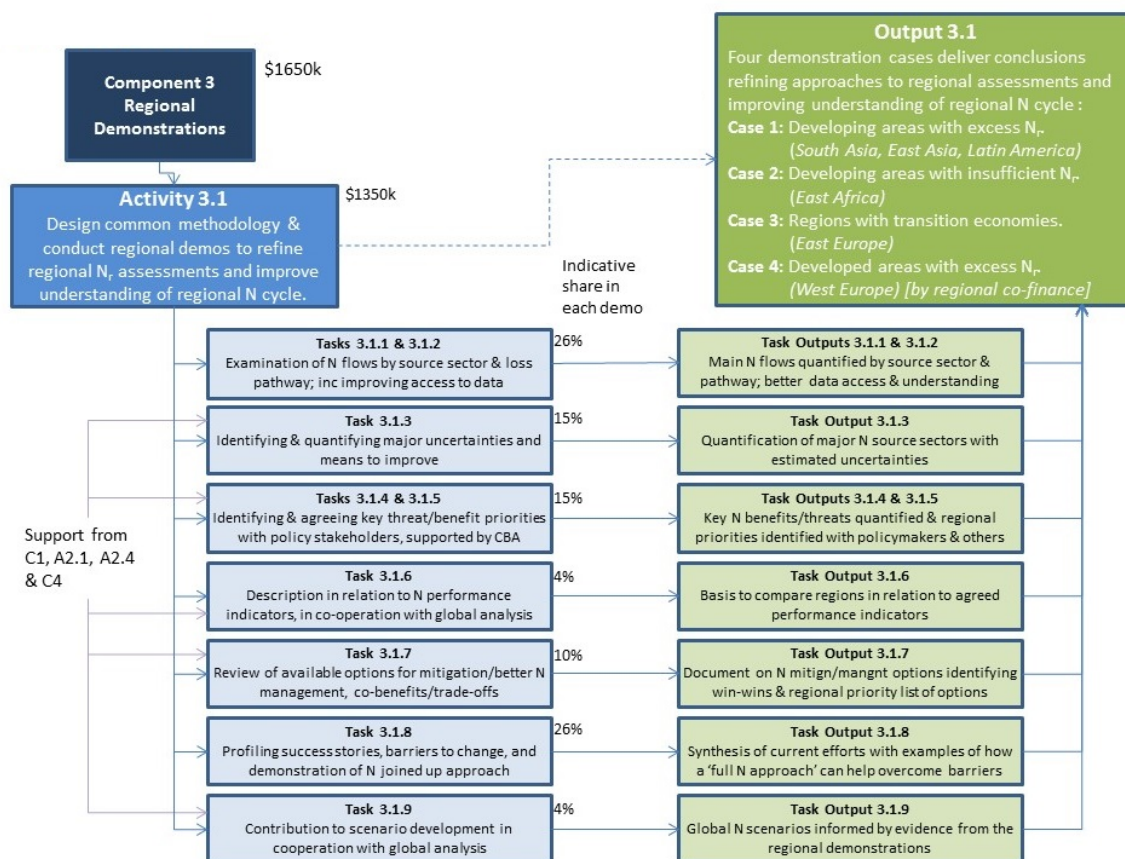 Component 3
Regional
Demonstrations
$1650k
Activity 3.1
Design common methodology &
conduct regional demos to refine
regional Nr assessments and improve
understanding of regional N cycle.
$1350k
Output 3.1
Four demonstration cases deliver conclusions
refining approaches to regional assessments and
improving understanding of regional N cycle :
Case 1: Developing areas with excess Nr.
(South Asia, East Asia, Latin America)
Case 2: Developing areas with insufficient Nr.
(East Africa)
Case 3: Regions with transition economies.
(East Europe)
Case 4: Developed areas with excess Nr.
(West Europe) [by regional co-finance]
Indicative
share in
each demo
Support from
C1, A2.1, A2.4
& C4
Tasks 3.1.1 & 3.1.2
Examination of N flows by source sector & loss
pathway; inc improving access to data
26%
Task Outputs 3.1.1 & 3.1.2
Main N flows quantified by source sector &
pathway; better data access & understanding
Task 3.1.3
Identifying & quantifying major uncertainties and
means to improve
15%
Task Output 3.1.3
Quantification of major N source sectors with
estimated uncertainties
Tasks 3.1.4 & 3.1.5
Identifying & agreeing key threat/benefit priorities
with policy stakeholders, supported by CBA
15%
Task Outputs 3.1.4 & 3.1.5
Key N benefits/threats quantified & regional
priorities identified with policymakers & others
Task 3.1.6
Description in relation to N performance
indicators, in co-operation with global analysis
4%
Task Output 3.1.6
Basis to compare regions in relation to agreed
performance indicators
Task 3.1.7
Review of available options for mitigation/better N
management, co-benefits/trade-offs
10%
Task Output 3.1.7
Document on N mitign/mangnt options identifying
win-wins & regional priority list of options
Task 3.1.8
Profiling success stories, barriers to change, and
demonstration of N joined up approach
26%
Task Output 3.1.8
Synthesis of current efforts with examples of how
a ‘full N approach’ can help overcome barriers
Task 3.1.9
Contribution to scenario development in
cooperation with global analysis
4%
Task Output 3.1.9
Global N scenarios informed by evidence from the
regional demonstrations